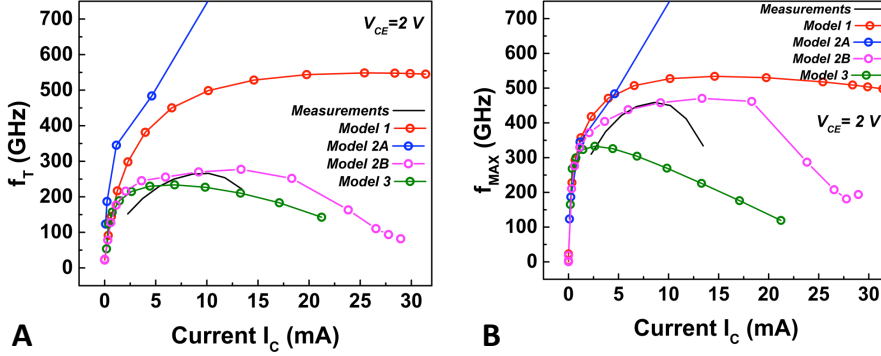 V_CE=2 V
Measurements
Model 1
Model 2A
Model 2B
Model 3
f_T (GHz)
700
600
500
400
300
200
100
0
0 5 10 15 20 25 30
Current I_C (mA)
A
Measurements
Model 1
Model 2A
Model 2B
Model 3
V_CE= 2 V
f_MAX (GHz)
700
600
500
400
300
200
100
0
0 5 10 15 20 25 30
Current I_C (mA)
B